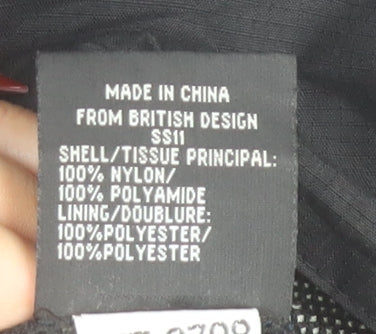 MADE IN CHINA
FROM BRITISH DESIGN
SS11
SHELL/TISSUE PRINCIPAL:
100% NYLON/
100% POLYAMIDE
LINING/DOUBLURE:
100%POLYESTER/
100%POLYESTER